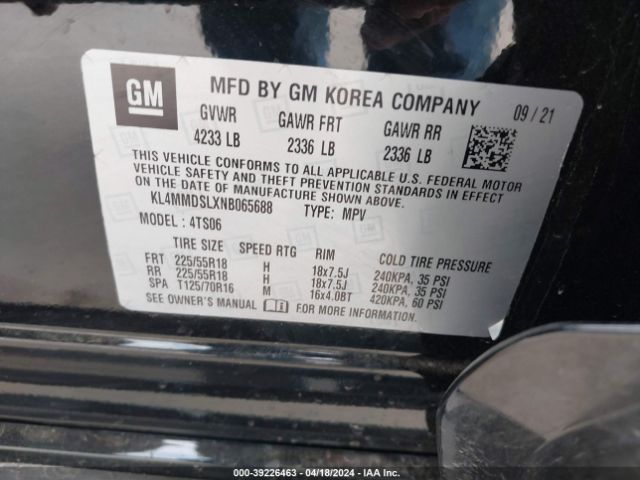 GM
MFD BY GM KOREA COMPANY 09 / 21
GVWR GAWR FRT GAWR RR
4233 LB 2336 LB 2336 LB
THIS VEHICLE CONFORMS TO ALL APPLICABLE U.S. FEDERAL MOTOR
VEHICLE SAFETY AND THEFT PREVENTION STANDARDS IN EFFECT
ON THE DATE OF MANUFACTURE SHOWN ABOVE.
KL4MMDSLXNB065688 TYPE: MPV
MODEL : 4TS06
TIRE SIZE SPEED RTG RIM COLD TIRE PRESSURE
FRT 225/55R18 H 18x7.5J 240KPA, 35 PSI
RR 225/55R18 H 18x7.5J 240KPA, 35 PSI
SPA T125/70R16 M 16x4.0BT 420KPA, 60 PSI
SEE OWNER'S MANUAL FOR MORE INFORMATION.
000-39226463 - 04/18/2024 - IAA Inc.